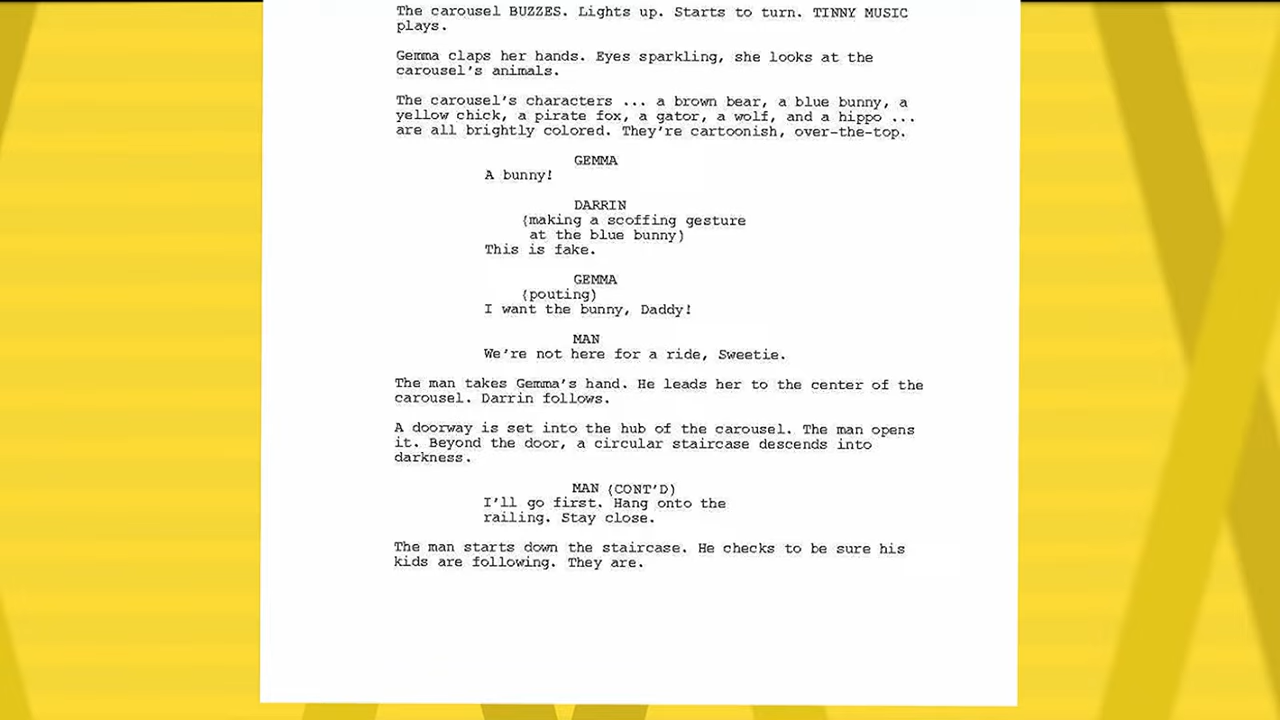 The carousel BUZZES. Lights up. Starts to turn. TINNY MUSIC
plays.
Gemma claps her hands. Eyes sparkling, she looks at the
carousel's animals.
The carousel's characters ... a brown bear, a blue bunny, a
yellow chick, a pirate fox, a gator, a wolf, and a hippo ...
are all brightly colored. They're cartoonish, over-the-top.
GEMMA
A bunny!
DARRIN
(making a scoffing gesture
at the blue bunny)
This is fake.
GEMMA
(pouting)
I want the bunny, Daddy!
MAN
We're not here for a ride, Sweetie.
The man takes Gemma's hand. He leads her to the center of the
carousel. Darrin follows.
A doorway is set into the hub of the carousel. The man opens
it. Beyond the door, a circular staircase descends into
darkness.
MAN (CONT'D)
I'll go first. Hang onto the
railing. Stay close.
The man starts down the staircase. He checks to be sure his
kids are following. They are.